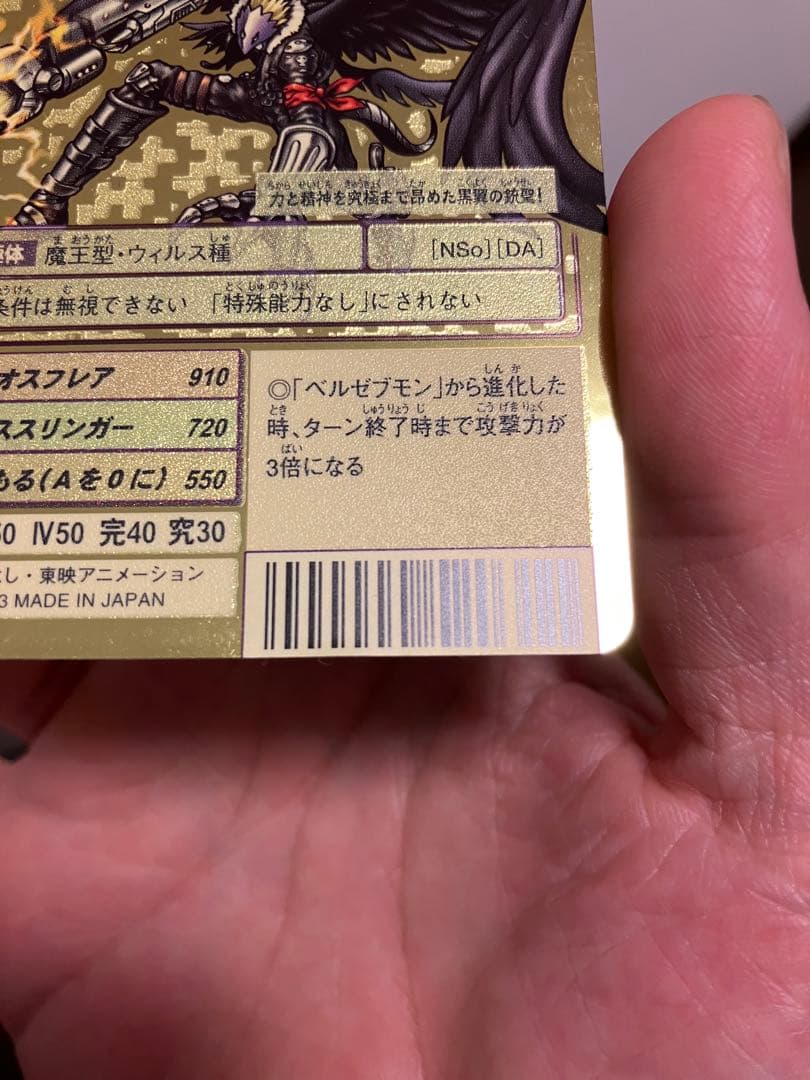 力と精神を究極まで昂めた黒翼の銃聖!
体 魔王型・ウィルス種
[NSo][DA]
条件は無視できない 「特殊能力なし」にされない
オスフレア 910
ススリンガー 720
ある(Aを0に) 550
50 Ⅳ50 完40 究30
・東映アニメーション
3 MADE IN JAPAN
◎「ベルゼブモン」から進化した
時、ターン終了時まで攻撃力が
3倍になる